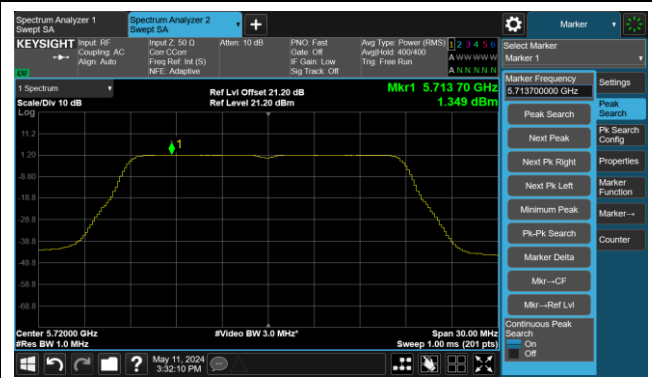 Spectrum Analyzer 1
Swept SA
Spectrum Analyzer 2
Swept SA
+
Marker
KEYSIGHT
Input: RF
Coupling: AC
Align: Auto
Input Z: 50 Ω
Corr CCorr
Freq Ref: Int (S)
NFE: Adaptive
Atten: 10 dB
PNO: Fast
Gate: Off
IF Gain: Low
Sig Track: Off
Avg Type: Power (RMS)
Avg|Hold: 400/400
Trig: Free Run
1 2 3 4 5 6
A W W W W W
A N N N N N
Select Marker
Marker 1
1 Spectrum
Scale/Div 10 dB
Log
Ref Lvl Offset 21.20 dB
Ref Level 21.20 dBm
Mkr1 5.713 70 GHz
1.349 dBm
11.2
1.20
-8.80
-18.8
-28.8
-38.8
-48.8
-58.8
-68.8
1
Center 5.72000 GHz
#Res BW 1.0 MHz
#Video BW 3.0 MHz*
Span 30.00 MHz
Sweep 1.00 ms (201 pts)
Marker Frequency
5.713700000 GHz
Peak Search
Next Peak
Next Pk Right
Next Pk Left
Minimum Peak
Pk-Pk Search
Marker Delta
Mkr→CF
Mkr→Ref Lvl
Continuous Peak
Search
On
Off
Settings
Peak
Search
Pk Search
Config
Properties
Marker
Function
Marker→
Counter
?
May 11, 2024
3:32:10 PM